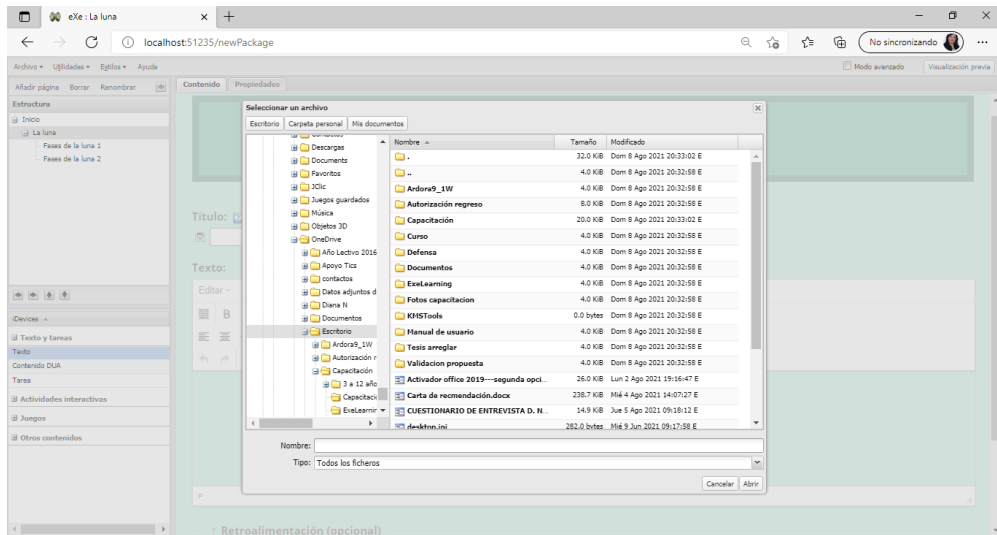 eXe : La luna
localhost:51235/newPackage
No sincronizando
Archivo Utilidades Estilos Ayuda
Modo avanzado
Visualización previa
Añadir página Borrar Renombrar
Contenido Propiedades
Estructura
Inicio
La luna
Fases de la luna 1
Fases de la luna 2
iDevices
Texto y tareas
Texto
Contenido DUA
Tarea
Actividades interactivas
Juegos
Otros contenidos
Título:
Texto:
Editar
B
P
Retroalimentación (opcional)
Seleccionar un archivo
Escritorio Carpeta personal Mis documentos
Descargas
Documents
Favoritos
JClic
Juegos guardados
Música
Objetos 3D
OneDrive
Año Lectivo 2016
Apoyo Tics
contactos
Datos adjuntos d
Diana N
Documentos
Escritorio
Ardora9_1W
Autorización r
Capacitación
3 a 12 año
Capacitació
ExeLearnin
Nombre Tamaño Modificado
. 32.0 KiB Dom 8 Ago 2021 20:33:02 E
.. 4.0 KiB Dom 8 Ago 2021 20:32:58 E
Ardora9_1W 4.0 KiB Dom 8 Ago 2021 20:32:58 E
Autorización regreso 8.0 KiB Dom 8 Ago 2021 20:32:58 E
Capacitación 20.0 KiB Dom 8 Ago 2021 20:33:02 E
Curso 4.0 KiB Dom 8 Ago 2021 20:32:58 E
Defensa 4.0 KiB Dom 8 Ago 2021 20:32:58 E
Documentos 4.0 KiB Dom 8 Ago 2021 20:32:58 E
ExeLearning 4.0 KiB Dom 8 Ago 2021 20:32:58 E
Fotos capacitacion 4.0 KiB Dom 8 Ago 2021 20:32:58 E
KMSTools 0.0 bytes Dom 8 Ago 2021 20:32:58 E
Manual de usuario 4.0 KiB Dom 8 Ago 2021 20:32:58 E
Tesis arreglar 4.0 KiB Dom 8 Ago 2021 20:32:58 E
Validacion propuesta 4.0 KiB Dom 8 Ago 2021 20:32:58 E
Activador office 2019---segunda opci... 26.0 KiB Lun 2 Ago 2021 19:16:47 E
Carta de recmendación.docx 238.7 KiB Mié 4 Ago 2021 14:07:27 E
CUESTIONARIO DE ENTREVISTA D. N... 14.9 KiB Jue 5 Ago 2021 09:18:12 E
desktop.ini 282.0 bytes Mié 9 Jun 2021 09:17:58 E
Nombre:
Tipo: Todos los ficheros
Cancelar Abrir